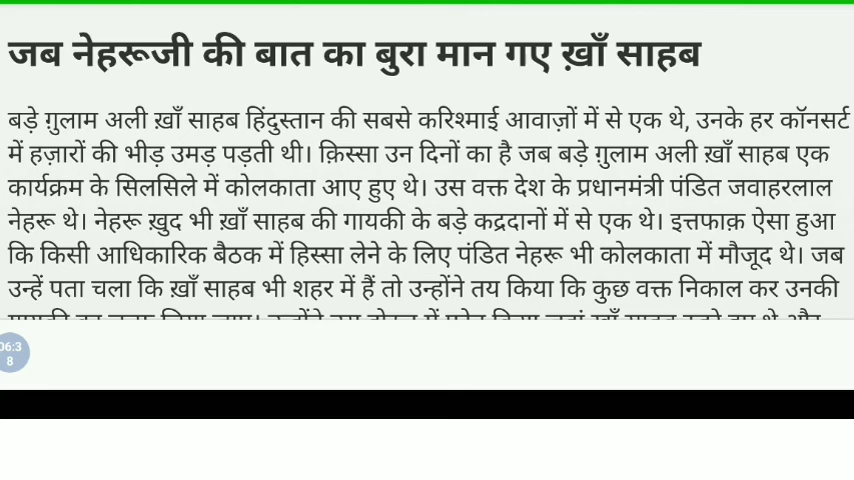 जब नेहरूजी की बात का बुरा मान गए ख़ाँ साहब
बड़े ग़ुलाम अली ख़ाँ साहब हिंदुस्तान की सबसे करिश्माई आवाज़ों में से एक थे, उनके हर कॉनसर्ट
में हज़ारों की भीड़ उमड़ पड़ती थी। क़िस्सा उन दिनों का है जब बड़े ग़ुलाम अली ख़ाँ साहब एक
कार्यक्रम के सिलसिले में कोलकाता आए हुए थे। उस वक्त देश के प्रधानमंत्री पंडित जवाहरलाल
नेहरू थे। नेहरू ख़ुद भी ख़ाँ साहब की गायकी के बड़े कद्रदानों में से एक थे। इत्तफाक़ ऐसा हुआ
कि किसी आधिकारिक बैठक में हिस्सा लेने के लिए पंडित नेहरू भी कोलकाता में मौजूद थे। जब
उन्हें पता चला कि ख़ाँ साहब भी शहर में हैं तो उन्होंने तय किया कि कुछ वक्त निकाल कर उनकी
06:3
8